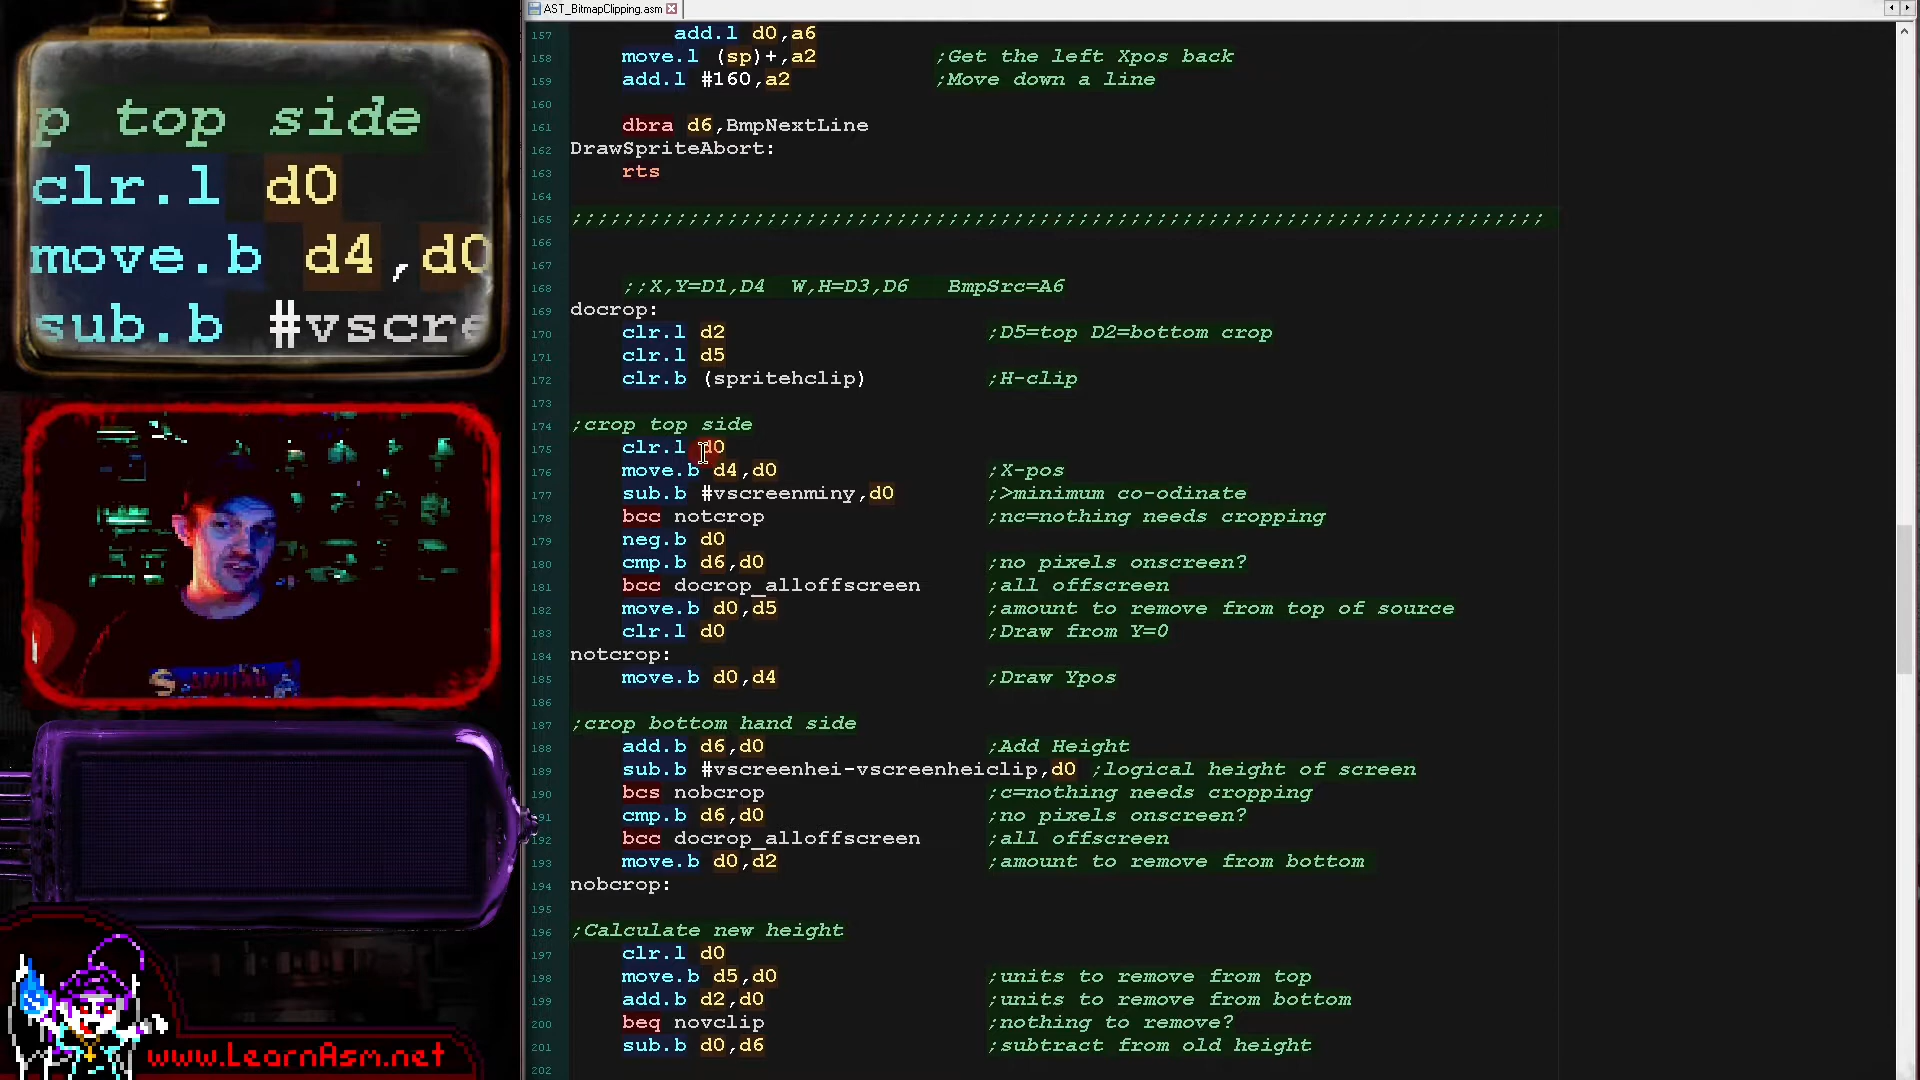 AST_BitmapClipping.asm
p top side
clr.l d0
move.b d4,d0
sub.b #vscre
157 add.l d0,a6
158 move.l (sp)+,a2 ;Get the left Xpos back
159 add.l #160,a2 ;Move down a line
160
161 dbra d6,BmpNextLine
162 DrawSpriteAbort:
163 rts
164
165 ;;;;;;;;;;;;;;;;;;;;;;;;;;;;;;;;;;;;;;;;;;;;;;;;;;;;;;;;;;;;;;;;;;;;;;;;;;;
166
167
168 ;;X,Y=D1,D4 W,H=D3,D6 BmpSrc=A6
169 docrop:
170 clr.l d2 ;D5=top D2=bottom crop
171 clr.l d5
172 clr.b (spritehclip) ;H-clip
173
174 ;crop top side
175 clr.l d0
176 move.b d4,d0 ;X-pos
177 sub.b #vscreenminy,d0 ;>minimum co-odinate
178 bcc notcrop ;nc=nothing needs cropping
179 neg.b d0
180 cmp.b d6,d0 ;no pixels onscreen?
181 bcc docrop_alloffscreen ;all offscreen
182 move.b d0,d5 ;amount to remove from top of source
183 clr.l d0 ;Draw from Y=0
184 notcrop:
185 move.b d0,d4 ;Draw Ypos
186
187 ;crop bottom hand side
188 add.b d6,d0 ;Add Height
189 sub.b #vscreenhei-vscreenheiclip,d0 ;logical height of screen
190 bcs nobcrop ;c=nothing needs cropping
191 cmp.b d6,d0 ;no pixels onscreen?
192 bcc docrop_alloffscreen ;all offscreen
193 move.b d0,d2 ;amount to remove from bottom
194 nobcrop:
195
196 ;Calculate new height
197 clr.l d0
198 move.b d5,d0 ;units to remove from top
199 add.b d2,d0 ;units to remove from bottom
200 beq novclip ;nothing to remove?
201 sub.b d0,d6 ;subtract from old height
202
www.LearnAsm.net